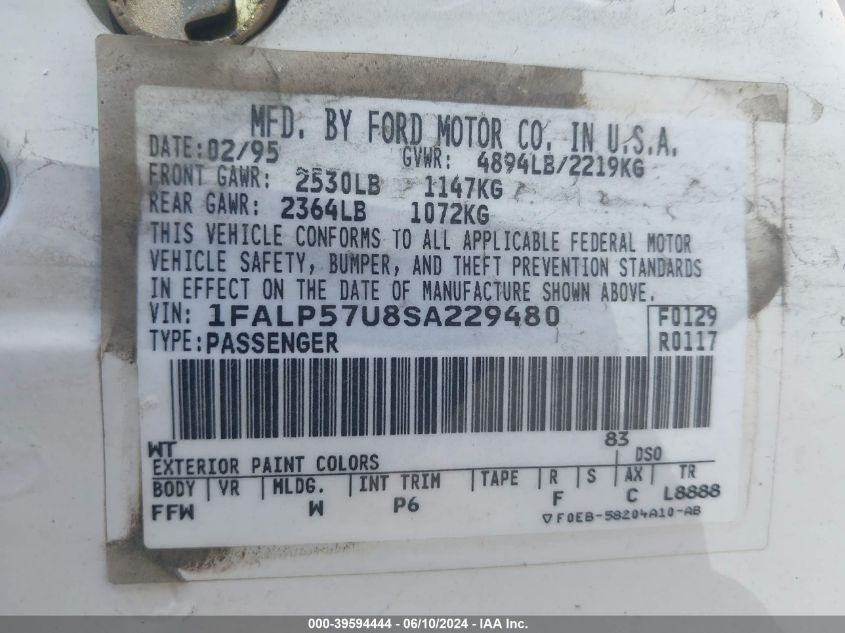 MFD. BY FORD MOTOR CO. IN U.S.A.
DATE: 02/95 GVWR: 4894LB/2219KG
FRONT GAWR: 2530LB 1147KG
REAR GAWR: 2364LB 1072KG
THIS VEHICLE CONFORMS TO ALL APPLICABLE FEDERAL MOTOR
VEHICLE SAFETY, BUMPER, AND THEFT PREVENTION STANDARDS
IN EFFECT ON THE DATE OF MANUFACTURE SHOWN ABOVE.
VIN: 1FALP57U8SA229480 F0129
TYPE: PASSENGER R0117
WT 83
EXTERIOR PAINT COLORS DSO
BODY VR MLDG. INT TRIM TAPE R S AX TR
FFW W P6 F C L8888
▽ F0EB-58204A10-AB
000-39594444 - 06/10/2024 - IAA Inc.